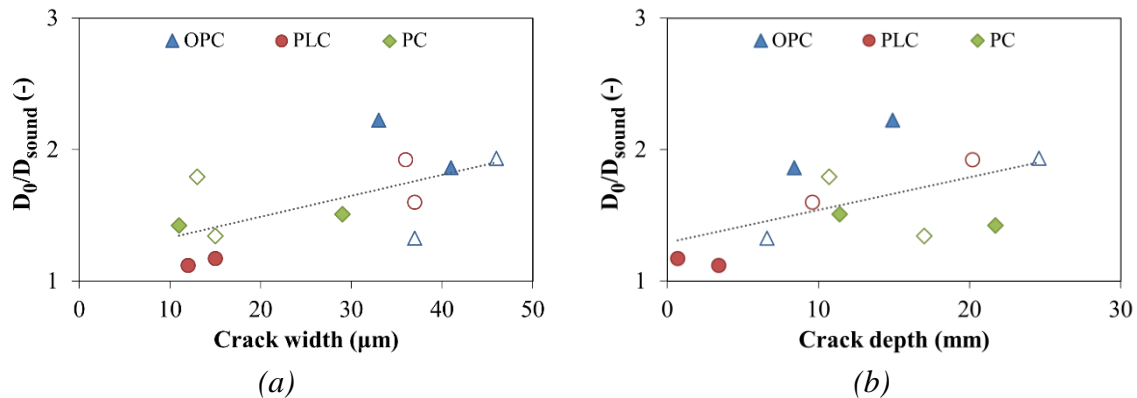 3
OPC PLC PC
2
1
D0/Dsound (-)
0 10 20 30 40 50
Crack width (µm)
(a)
3
OPC PLC PC
2
1
D0/Dsound (-)
0 10 20 30
Crack depth (mm)
(b)